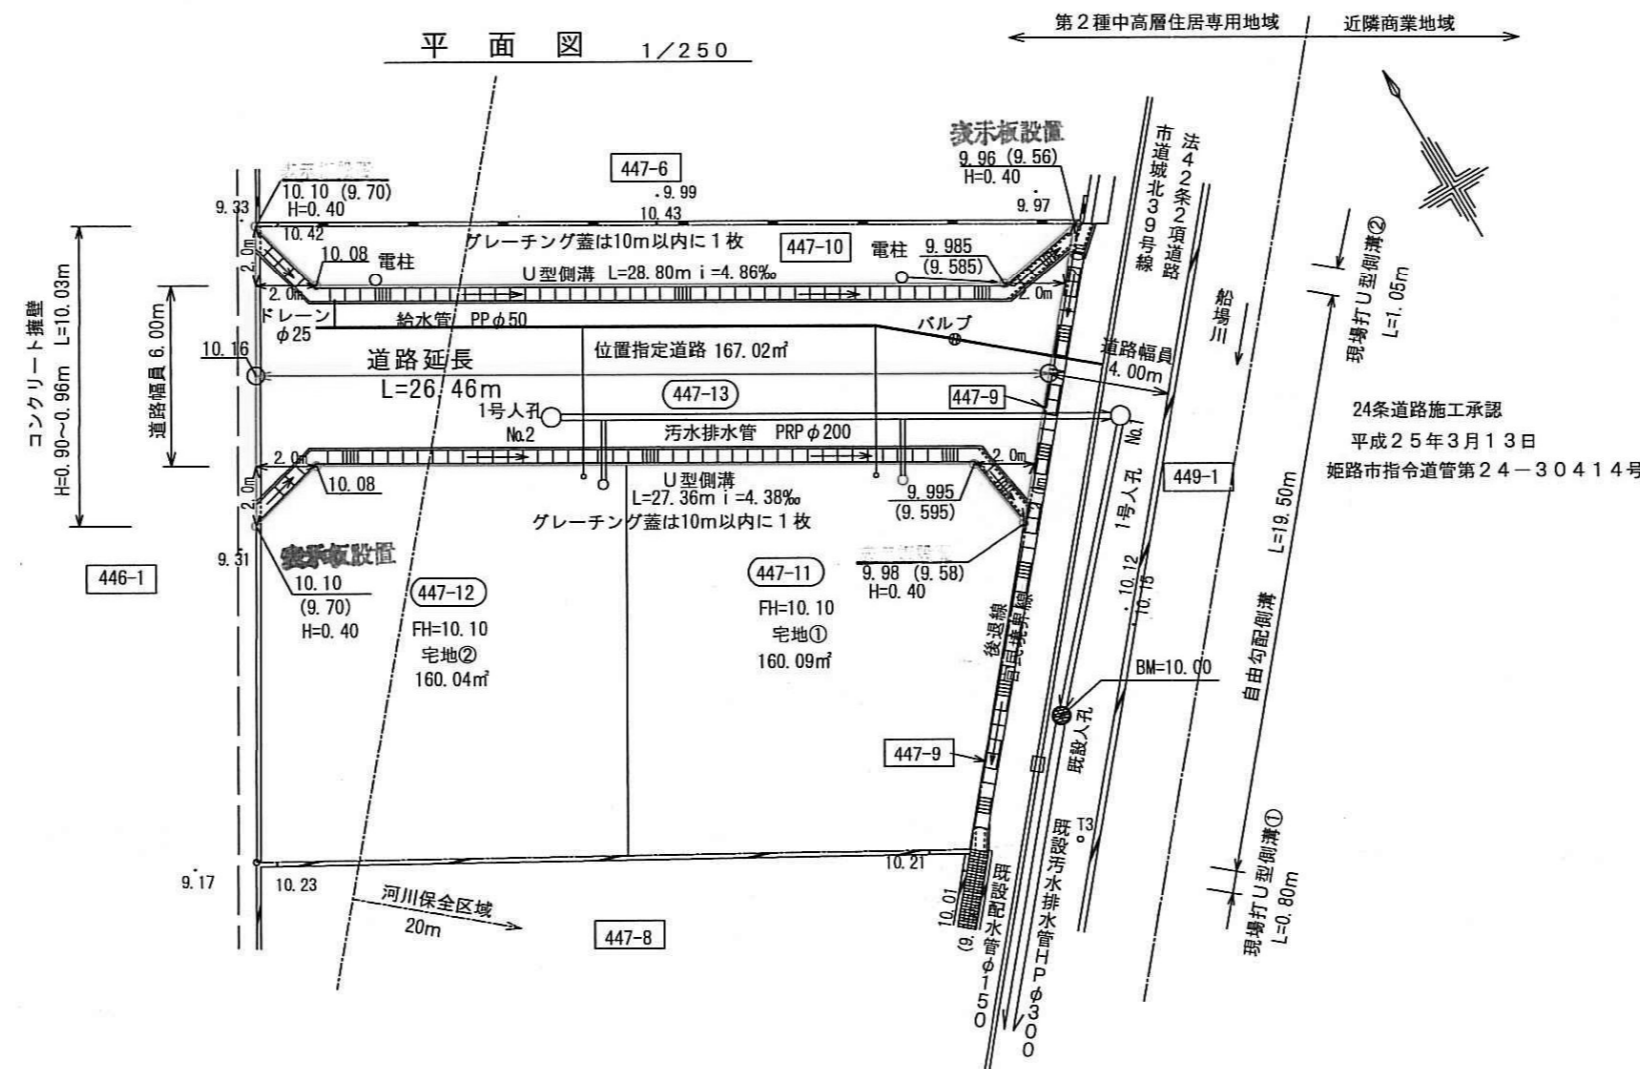 平面図 1/250
第2種中高層住居専用地域
近隣商業地域
表示板設置
9.96 (9.56)
H=0.40
447-6
10.10 (9.70)
H=0.40
9.33
9.99
10.43
9.97
10.42
グレーチング蓋は10m以内に1枚
447-10
10.08
電柱
電柱
9.985
(9.585)
U型側溝 L=28.80m i=4.86‰
2.0m
2.0m
2.0m
ドレーン
φ25
給水管 PPφ50
バルブ
10.16
道路延長
L=26.46m
位置指定道路 167.02㎡
道路幅員
4.00m
447-13
447-9
1号人孔
No.2
汚水排水管 PRPφ200
道路幅員 6.00m
コンクリート擁壁
H=0.90～0.96m L=10.03m
2.0m
2.0m
2.0m
10.08
U型側溝
L=27.36m i=4.38‰
グレーチング蓋は10m以内に1枚
9.995
(9.595)
9.31
表示板設置
10.10
(9.70)
H=0.40
446-1
447-12
FH=10.10
宅地②
160.04㎡
447-11
FH=10.10
宅地①
160.09㎡
9.98 (9.58)
H=0.40
後退線
官民境界線
447-9
10.21
9.17
10.23
河川保全区域
20m
447-8
10.01
既設配水管φ150
既設汚水排水管HPφ300
T3
既設人孔
BM=10.00
10.12
10.15
1号人孔
No.1
449-1
市道城北39号線
法42条2項道路
船場川
現場打U型側溝②
L=1.05m
24条道路施工承認
平成25年3月13日
姫路市指令道管第24-30414号
自由勾配側溝 L=19.50m
現場打U型側溝①
L=0.80m